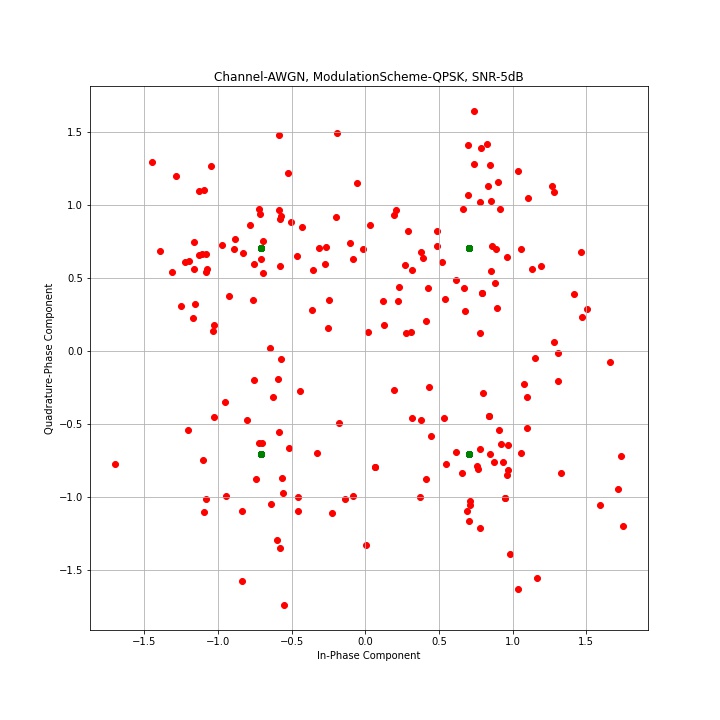 Channel-AWGN, ModulationScheme-QPSK, SNR-5dB
1.5
1.0
0.5
0.0
−0.5
−1.0
−1.5
Quadrature-Phase Component
−1.5 −1.0 −0.5 0.0 0.5 1.0 1.5
In-Phase Component